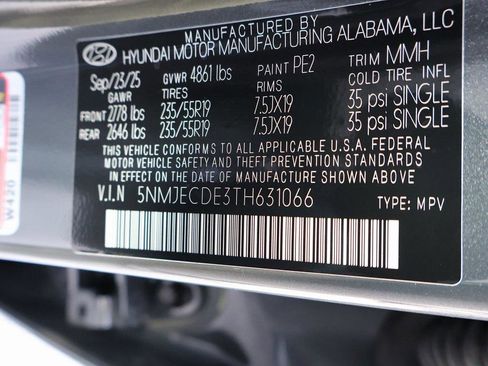 MANUFACTURED BY
HYUNDAI MOTOR MANUFACTURING ALABAMA, LLC
Sep/23/25 GVWR 4861 lbs PAINT PE2 TRIM MMH
GAWR TIRES RIMS COLD TIRE INFL
FRONT 2778 lbs 235/55R19 7.5JX19 35 psi SINGLE
REAR 2646 lbs 235/55R19 7.5JX19 35 psi SINGLE
THIS VEHICLE CONFORMS TO ALL APPLICABLE U.S.A. FEDERAL
MOTOR VEHICLE SAFETY AND THEFT PREVENTION STANDARDS
IN EFFECT ON THE DATE OF MANUFACTURE SHOWN ABOVE.
V.I.N 5NMJECDE3TH631066 TYPE: MPV
W420